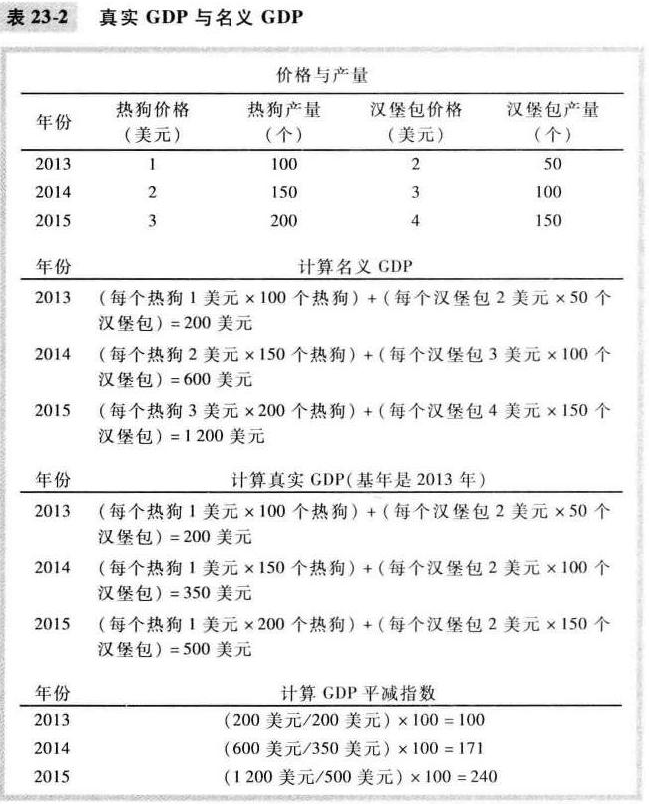 表 23-2 真实 GDP 与名义 GDP
价格与产量
年份 热狗价格（美元） 热狗产量（个） 汉堡包价格（美元） 汉堡包产量（个）
2013 1 100 2 50
2014 2 150 3 100
2015 3 200 4 150
年份 计算名义 GDP
2013 (每个热狗 1 美元 × 100 个热狗) + (每个汉堡包 2 美元 × 50 个
汉堡包) = 200 美元
2014 (每个热狗 2 美元 × 150 个热狗) + (每个汉堡包 3 美元 × 100 个
汉堡包) = 600 美元
2015 (每个热狗 3 美元 × 200 个热狗) + (每个汉堡包 4 美元 × 150 个
汉堡包) = 1 200 美元
年份 计算真实 GDP(基年是 2013 年)
2013 (每个热狗 1 美元 × 100 个热狗) + (每个汉堡包 2 美元 × 50 个
汉堡包) = 200 美元
2014 (每个热狗 1 美元 × 150 个热狗) + (每个汉堡包 2 美元 × 100 个
汉堡包) = 350 美元
2015 (每个热狗 1 美元 × 200 个热狗) + (每个汉堡包 2 美元 × 150 个
汉堡包) = 500 美元
年份 计算 GDP 平减指数
2013 (200 美元/200 美元) × 100 = 100
2014 (600 美元/350 美元) × 100 = 171
2015 (1 200 美元/500 美元) × 100 = 240